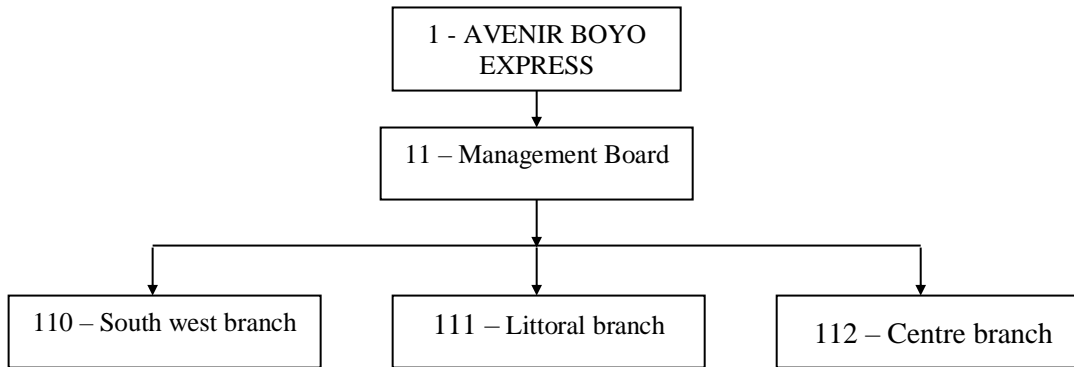 1 - AVENIR BOYO
EXPRESS
11 – Management Board
110 – South west branch
111 – Littoral branch
112 – Centre branch